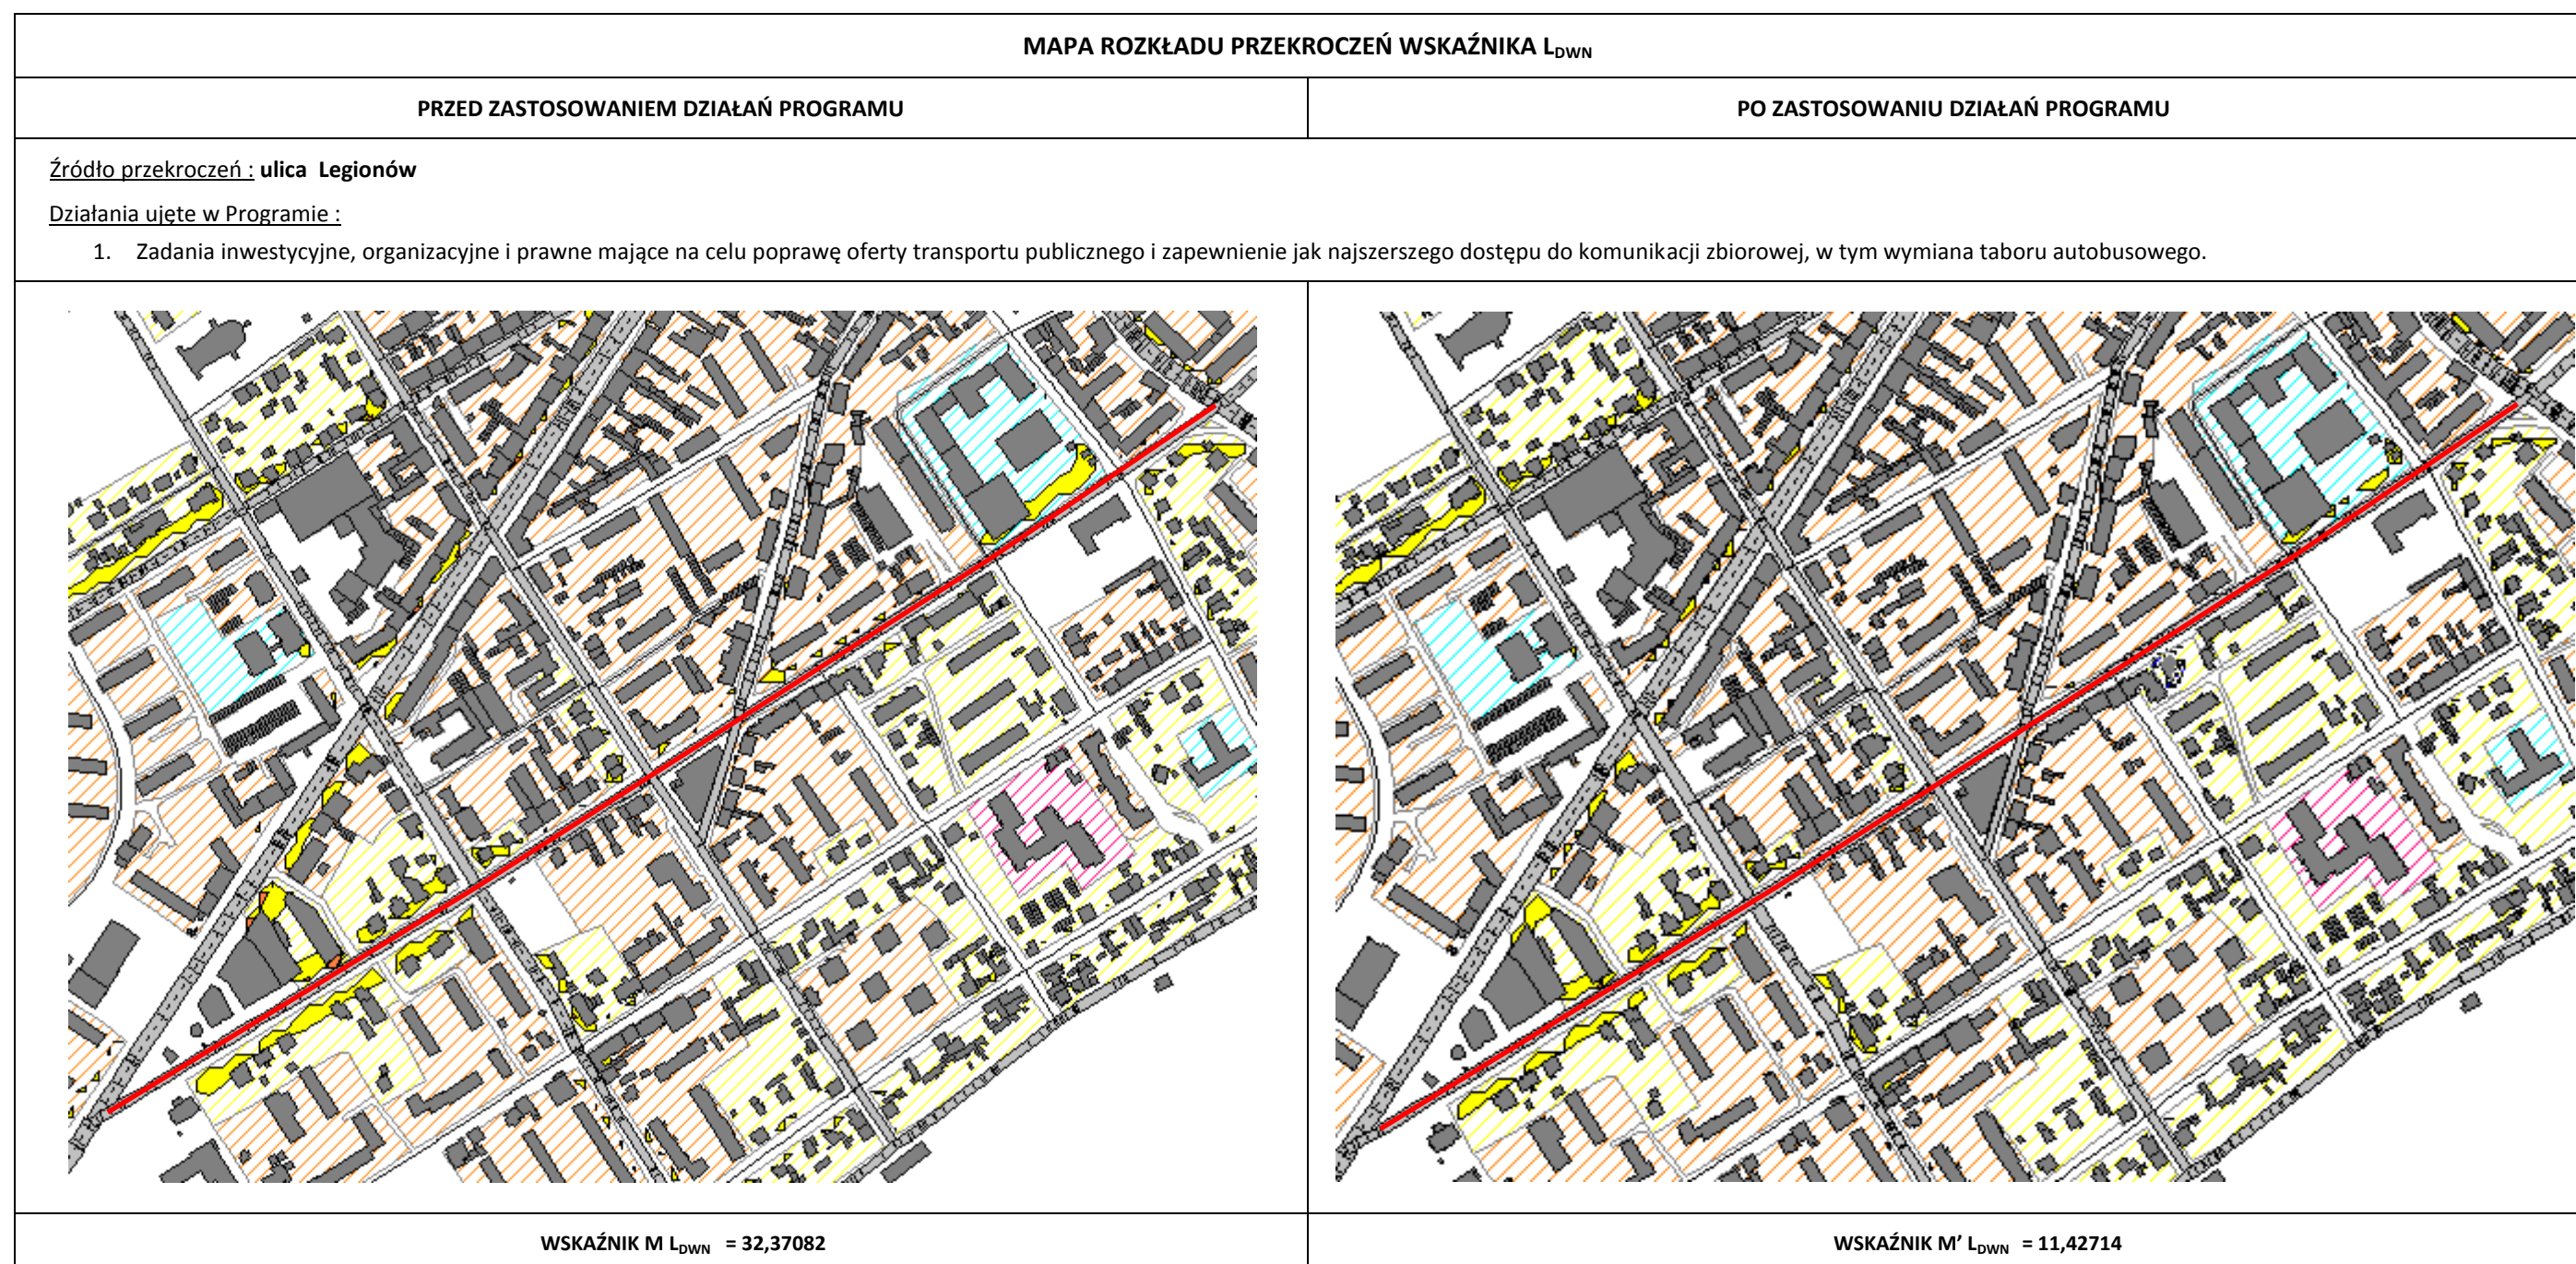 MAPA ROZKŁADU PRZEKROCZEŃ WSKAŹNIKA LDWN
PRZED ZASTOSOWANIEM DZIAŁAŃ PROGRAMU
PO ZASTOSOWANIU DZIAŁAŃ PROGRAMU
Źródło przekroczeń : ulica Legionów
Działania ujęte w Programie :
1. Zadania inwestycyjne, organizacyjne i prawne mające na celu poprawę oferty transportu publicznego i zapewnienie jak najszerszego dostępu do komunikacji zbiorowej, w tym wymiana taboru autobusowego.
WSKAŹNIK M LDWN = 32,37082
WSKAŹNIK M’ LDWN = 11,42714